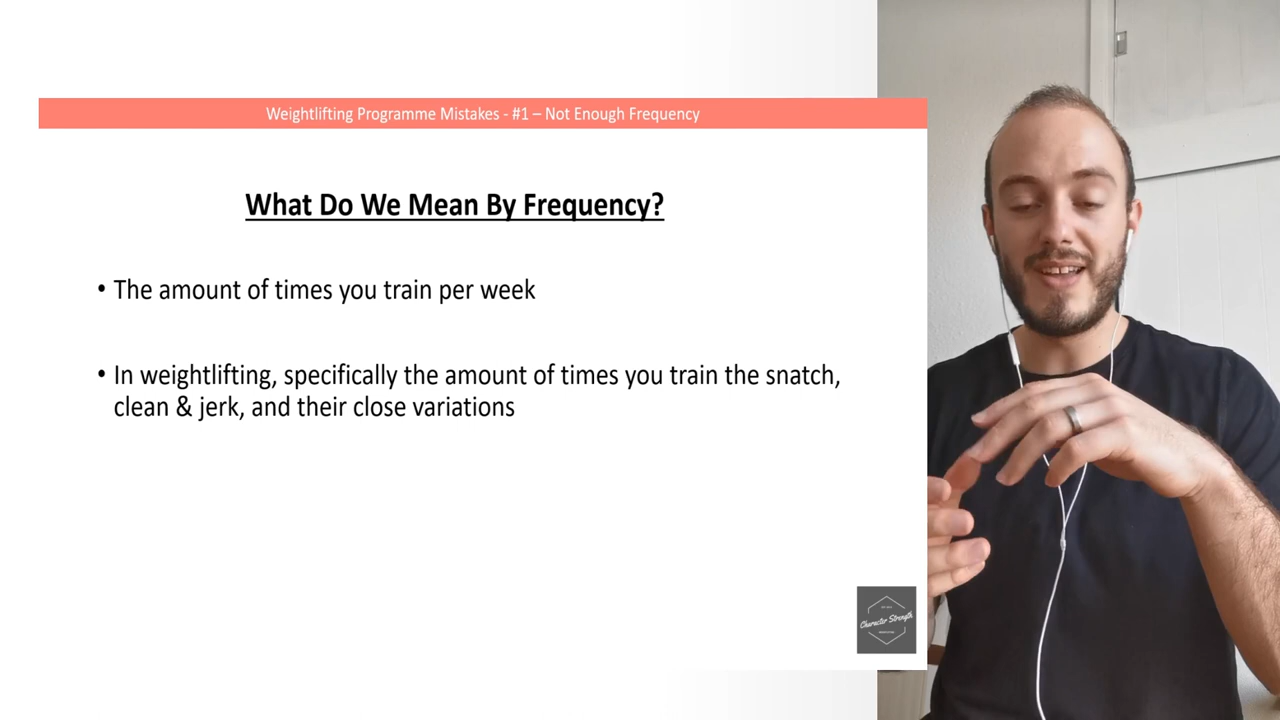 Weightlifting Programme Mistakes - #1 – Not Enough Frequency
What Do We Mean By Frequency?
• The amount of times you train per week
• In weightlifting, specifically the amount of times you train the snatch,
clean & jerk, and their close variations
Character Strength